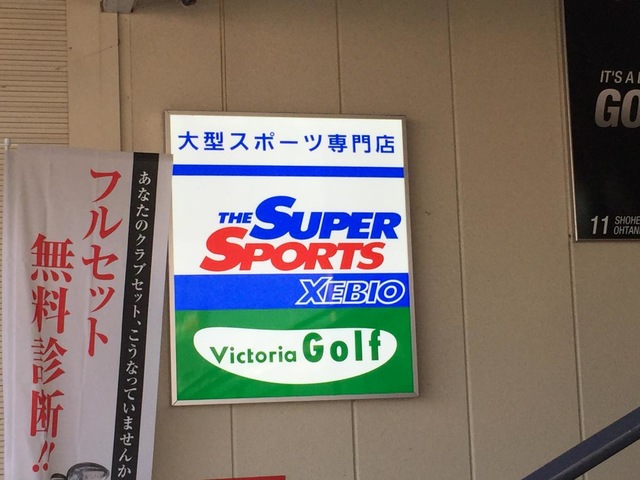 大型スポーツ専門店
THE SUPER
SPORTS
XEBIO
Victoria Golf
あなたのクラブセット、こうなっていませんか
フルセット
無料診断!!
IT'S A
GO
11 SHOHE
OHTAN